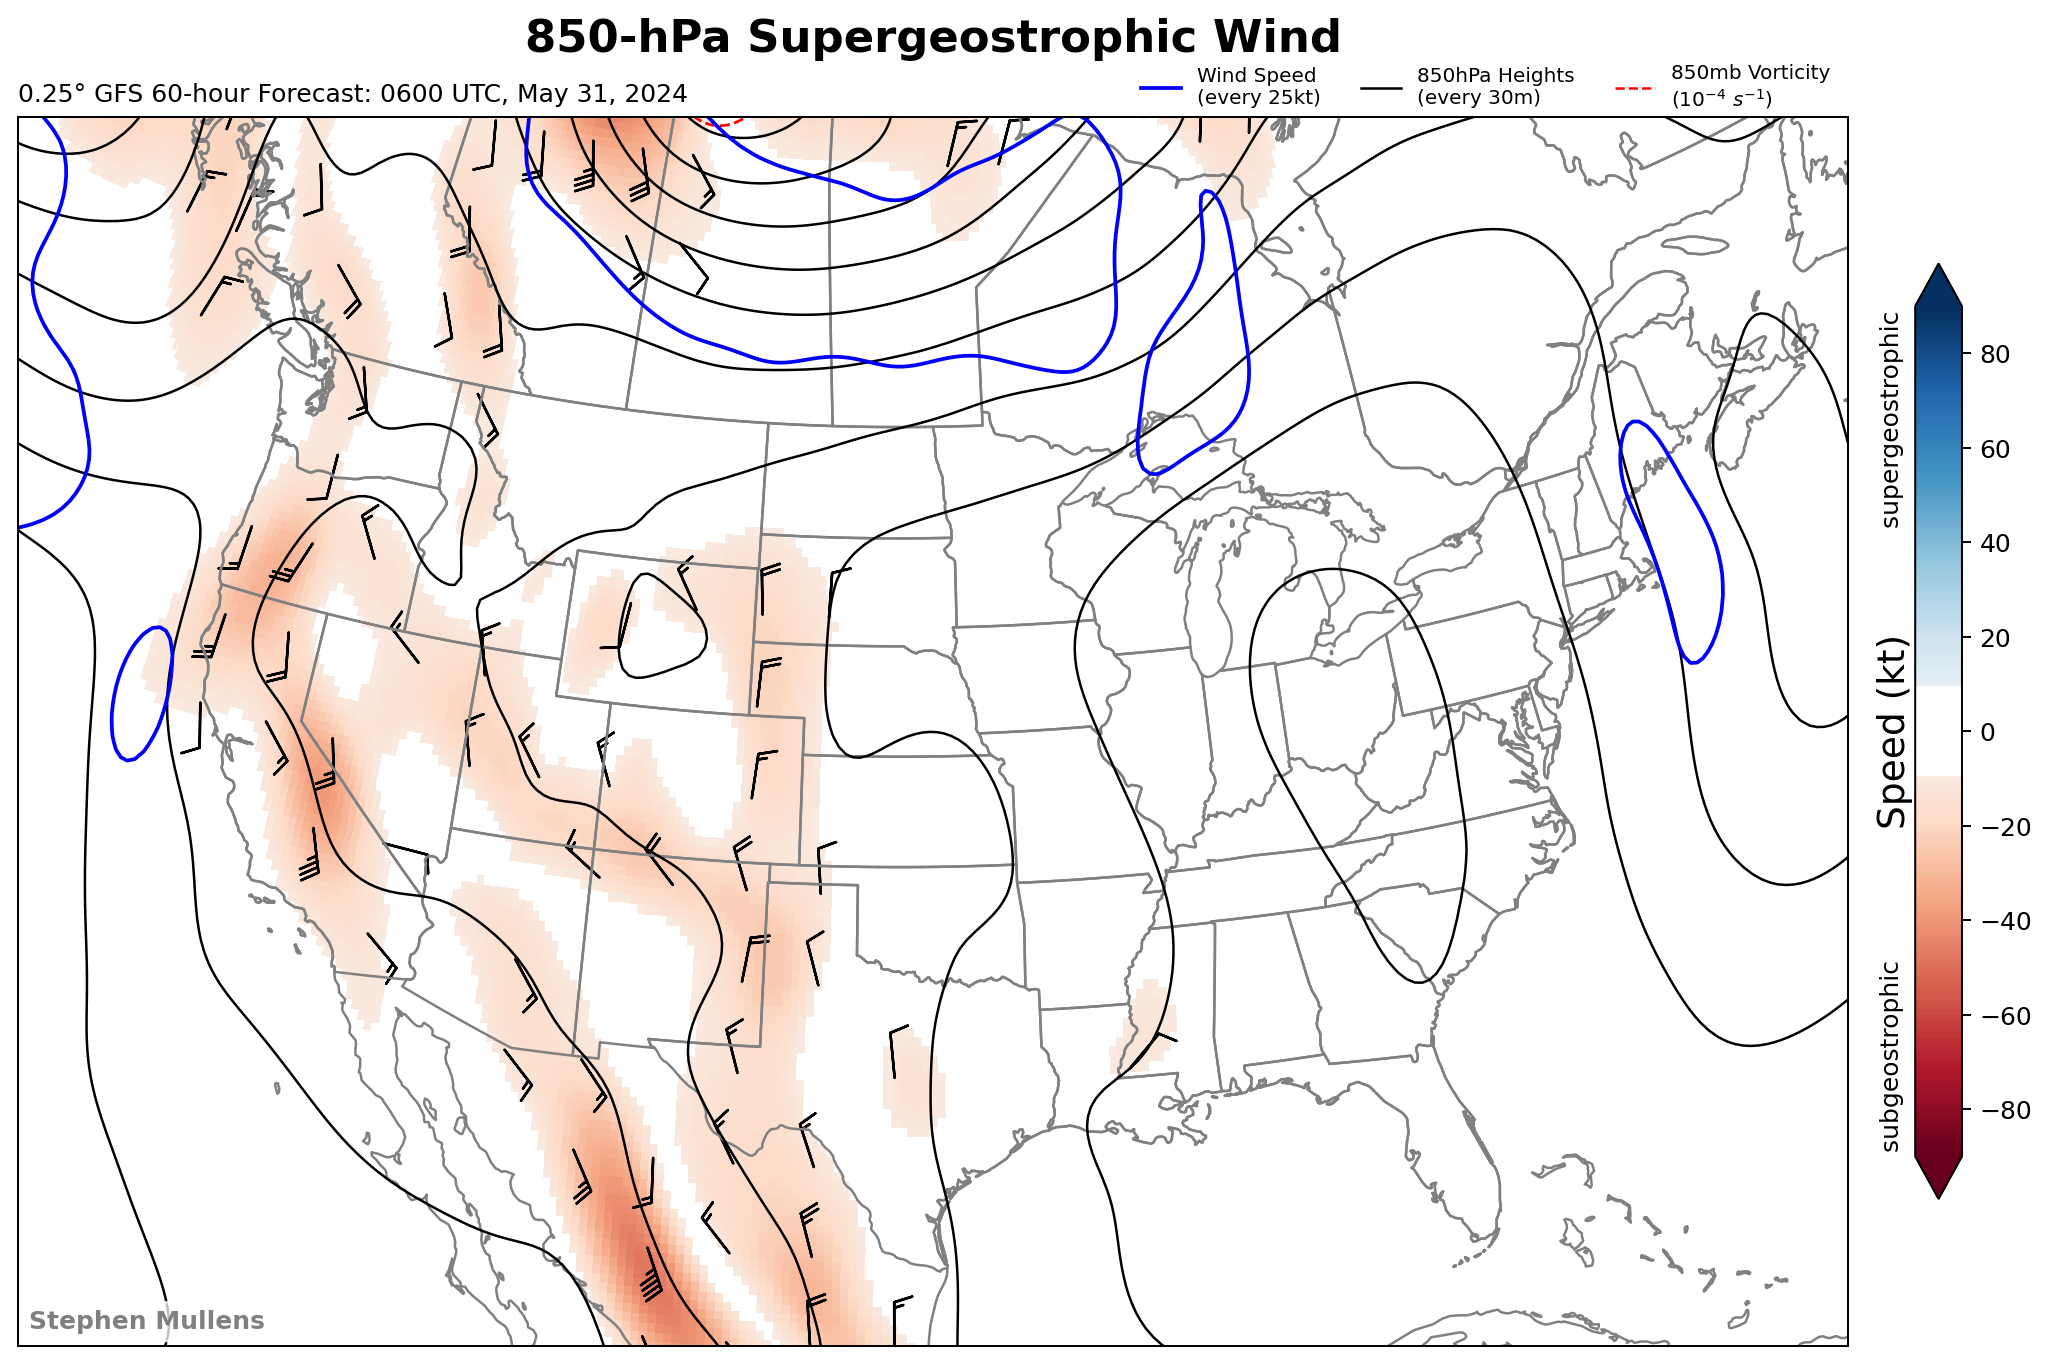 850-hPa Supergeostrophic Wind
0.25° GFS 60-hour Forecast: 0600 UTC, May 31, 2024
Wind Speed
(every 25kt)
850hPa Heights
(every 30m)
850mb Vorticity
(10⁻⁴ s⁻¹)
supergeostrophic
Speed (kt)
subgeostrophic
80
60
40
20
0
−20
−40
−60
−80
Stephen Mullens